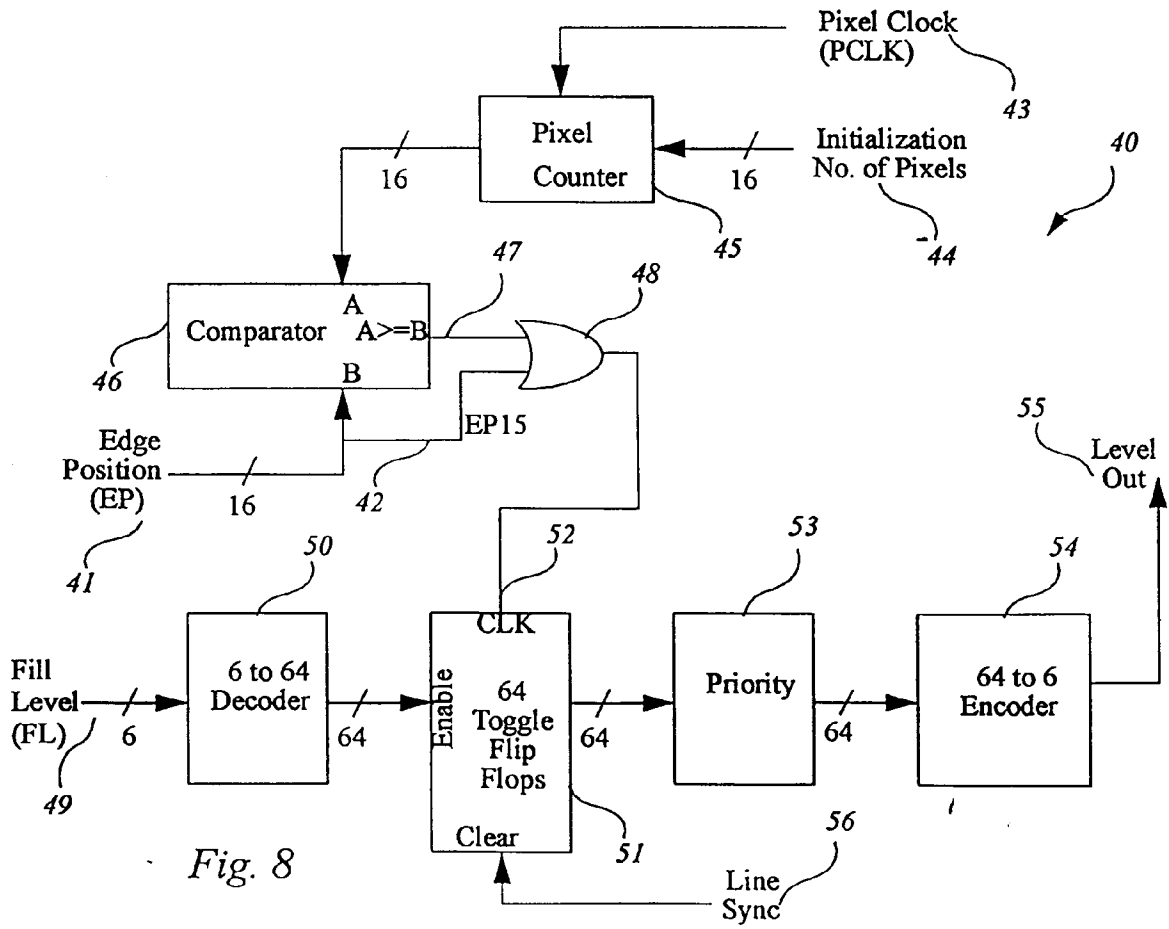 Pixel Clock
(PCLK)
43
Pixel
Counter
16
16
Initialization
No. of Pixels
40
45
44
47
48
A
Comparator
A>=B
B
46
EP15
Edge
Position
(EP)
16
42
41
55
Level
Out
50
52
53
54
Fill
Level
(FL)
6
49
6 to 64
Decoder
64
CLK
Enable
64
Toggle
Flip
Flops
Clear
64
Priority
64
64 to 6
Encoder
51
56
Line
Sync
Fig. 8